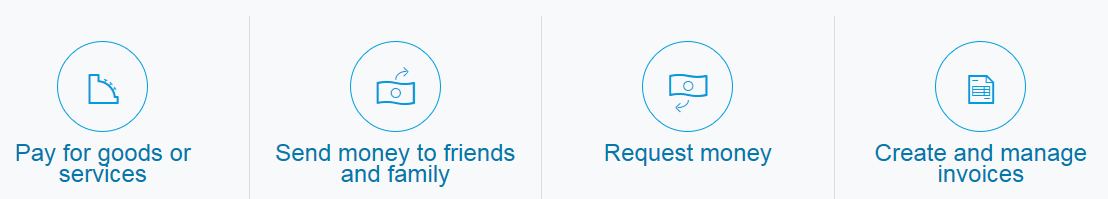 Pay for goods or
services
Send money to friends
and family
Request money
Create and manage
invoices